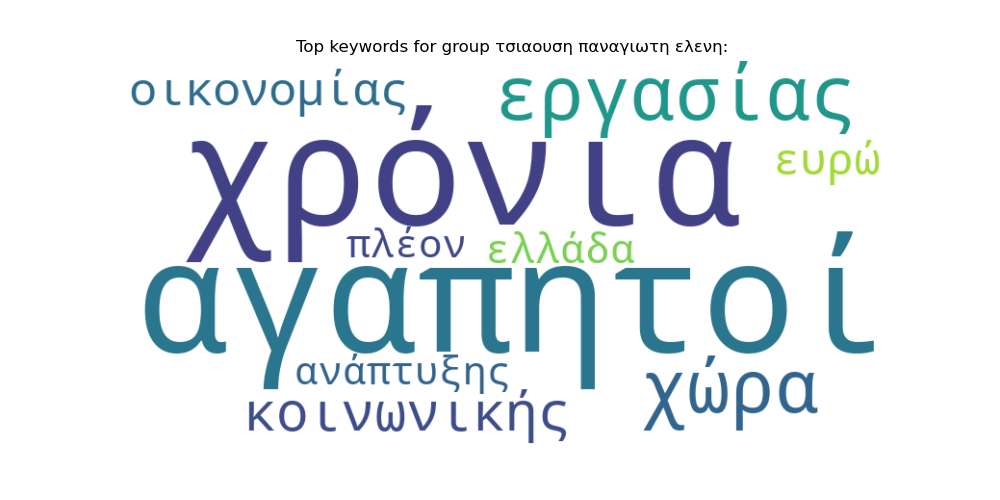 Top keywords for group τσιαουση παναγιωτη ελενη:
οικονομίας εργασίας
χρόνια ευρώ
πλέον ελλάδα
αγαπητοί
ανάπτυξης χώρα
κοινωνικής